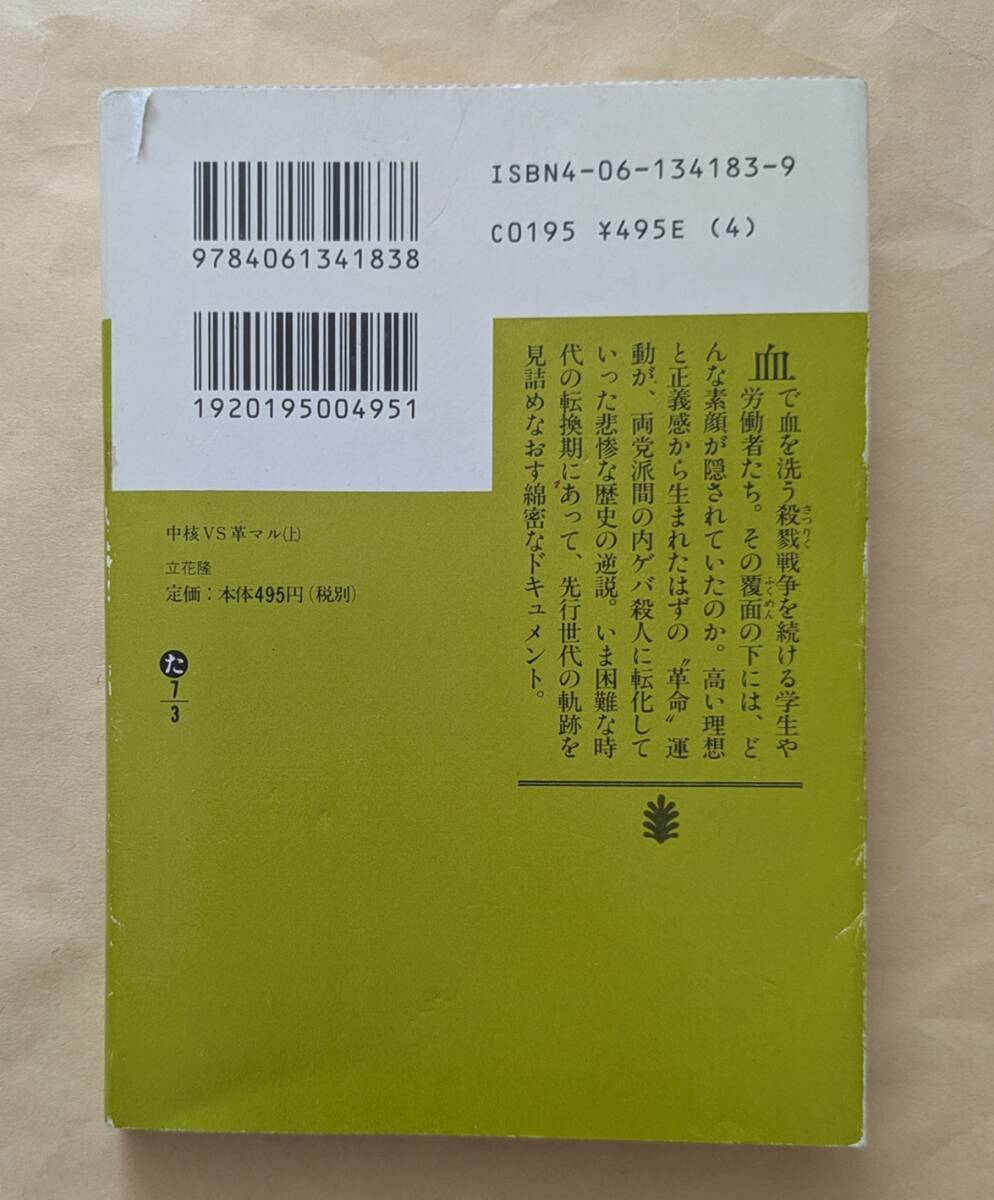 ISBN4-06-134183-9
C0195 ¥495E (4)
9784061341838
1920195004951
血で血を洗う殺戮戦争を続ける学生や
労働者たち。その覆面の下には、ど
んな素顔が隠されていたのか。高い理想
と正義感から生まれたはずの〝革命〟運
動が、両党派間の内ゲバ殺人に転化して
いった悲惨な歴史の逆説。いま困難な時
代の転換期にあって、先行世代の軌跡を
見詰めなおす綿密なドキュメント。
さつりく
ふくめん
中核VS革マル(上)
立花隆
定価:本体495円(税別)
た
7
3